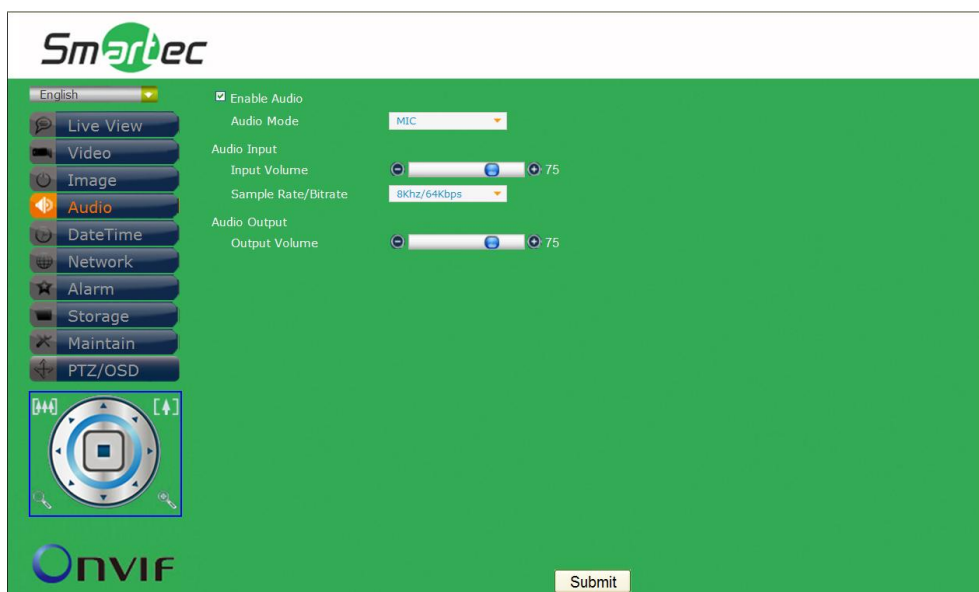 Smartec
English
Live View
Video
Image
Audio
DateTime
Network
Alarm
Storage
Maintain
PTZ/OSD
Enable Audio
Audio Mode MIC
Audio Input
Input Volume 75
Sample Rate/Bitrate 8Khz/64Kbps
Audio Output
Output Volume 75
ONVIF
Submit